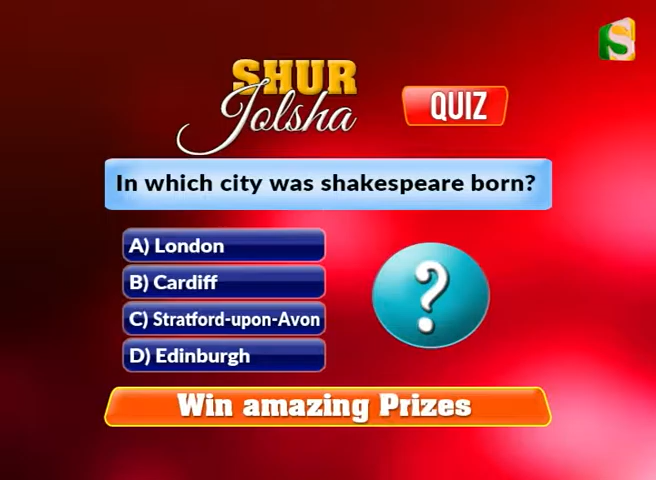 SHUR
Jolsha
QUIZ
In which city was shakespeare born?
A) London
B) Cardiff
C) Stratford-upon-Avon
D) Edinburgh
?
Win amazing Prizes
S